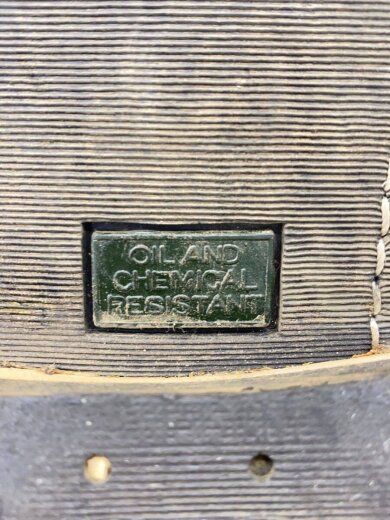 OIL AND
CHEMICAL
RESISTANT